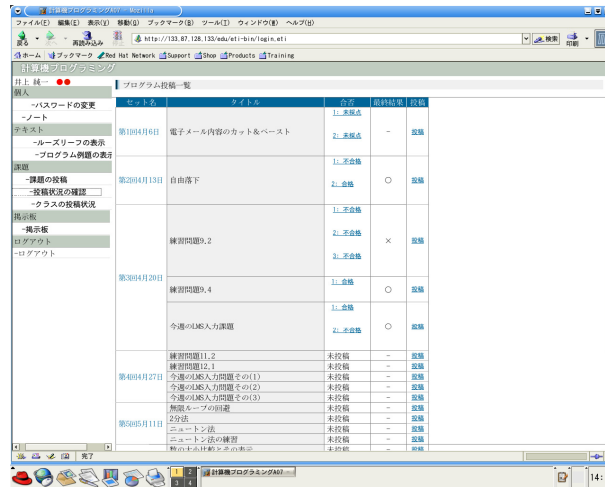 計算機プログラミングA07 - Mozilla
ファイル(F) 編集(E) 表示(V) 移動(G) ブックマーク(B) ツール(T) ウィンドウ(W) ヘルプ(H)
戻る 再読み込み http://133.87.128.133/edu/eti-bin/login.eti 検索 印刷
ホーム ブックマーク Red Hat Network Support Shop Products Training
計算機プログラミング
井上 純一
個人
-パスワードの変更
-ノート
テキスト
-ルーズリーフの表示
-プログラム例題の表示
課題
-課題の投稿
-投稿状況の確認
-クラスの投稿状況
掲示板
-掲示板
ログアウト
-ログアウト
プログラム投稿一覧
セット名 タイトル 合否 最終結果 投稿
第1回4月6日 電子メール内容のカット&ペースト 1: 未採点 2: 未採点 - 投稿
第2回4月13日 自由落下 1: 不合格 2: 合格 ○ 投稿
第3回4月20日 練習問題9.2 1: 不合格 2: 不合格 3: 不合格 × 投稿
練習問題9.4 1: 合格 ○ 投稿
今週のLMS入力課題 1: 合格 2: 不合格 ○ 投稿
第4回4月27日 練習問題11.2 未投稿 - 投稿
練習問題12.1 未投稿 - 投稿
今週のLMS入力問題その(1) 未投稿 - 投稿
今週のLMS入力問題その(2) 未投稿 - 投稿
今週のLMS入力問題その(3) 未投稿 - 投稿
第5回5月11日 無限ループの回避 未投稿 - 投稿
2分法 未投稿 - 投稿
ニュートン法 未投稿 - 投稿
ニュートン法の練習 未投稿 - 投稿
数の大小比較とその表示 未投稿 - 投稿
完了
1 2 3 4 計算機プログラミングA07 - 14: